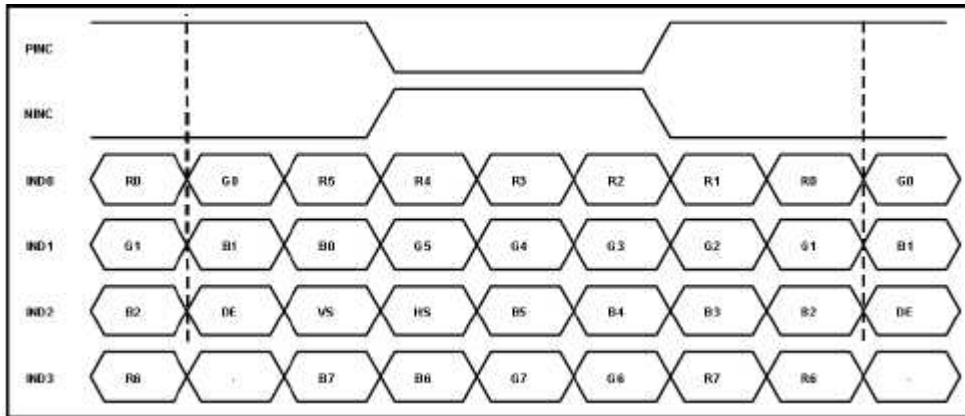 PINC
NINC
IND0 R0 G0 R5 R4 R3 R2 R1 R0 G0
IND1 G1 B1 B0 G5 G4 G3 G2 G1 B1
IND2 B2 DE VS HS B5 B4 B3 B2 DE
IND3 R6 - B7 B6 G7 G6 R7 R6 -